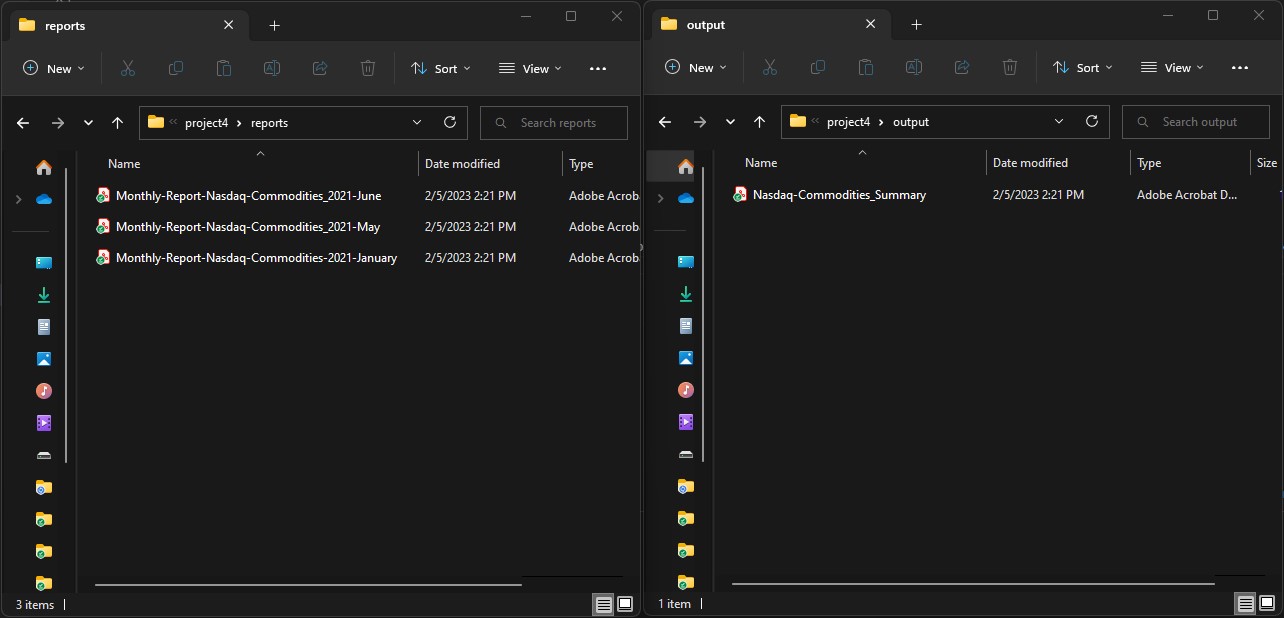 reports
New
Sort
View
project4
reports
Search reports
Name
Date modified
Type
Monthly-Report-Nasdaq-Commodities_2021-June
2/5/2023 2:21 PM
Adobe Acrob
Monthly-Report-Nasdaq-Commodities_2021-May
2/5/2023 2:21 PM
Adobe Acrob
Monthly-Report-Nasdaq-Commodities-2021-January
2/5/2023 2:21 PM
Adobe Acrob
3 items
output
New
Sort
View
project4
output
Search output
Name
Date modified
Type
Size
Nasdaq-Commodities_Summary
2/5/2023 2:21 PM
Adobe Acrobat D...
1 item